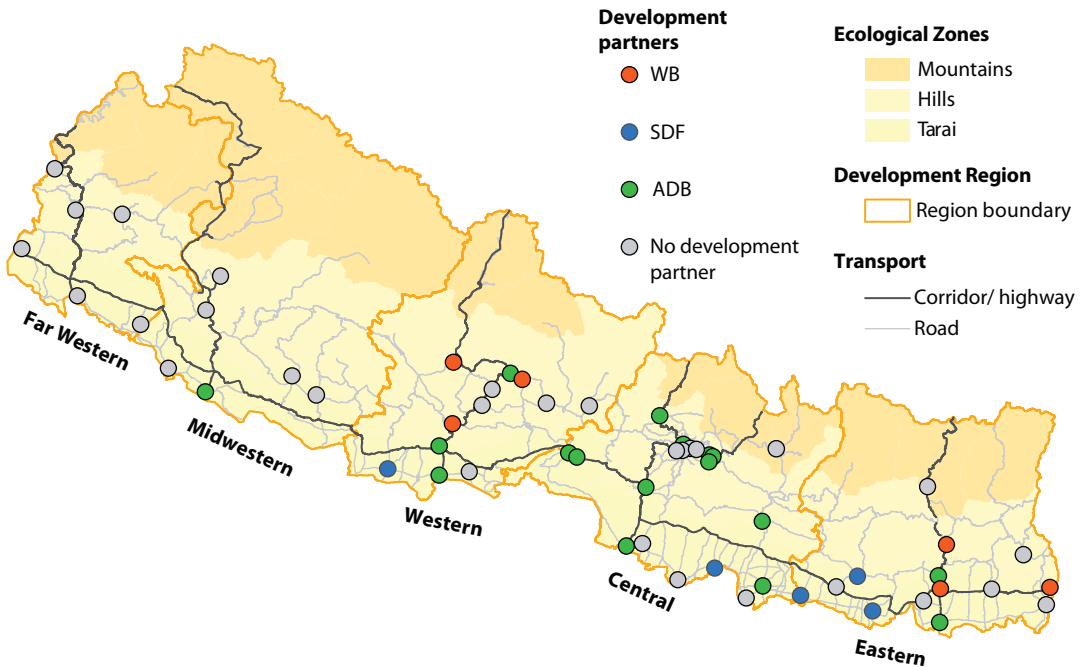 Development
partners
WB
SDF
ADB
No development
partner
Ecological Zones
Mountains
Hills
Tarai
Development Region
Region boundary
Transport
Corridor/ highway
Road
Far Western
Midwestern
Western
Central
Eastern